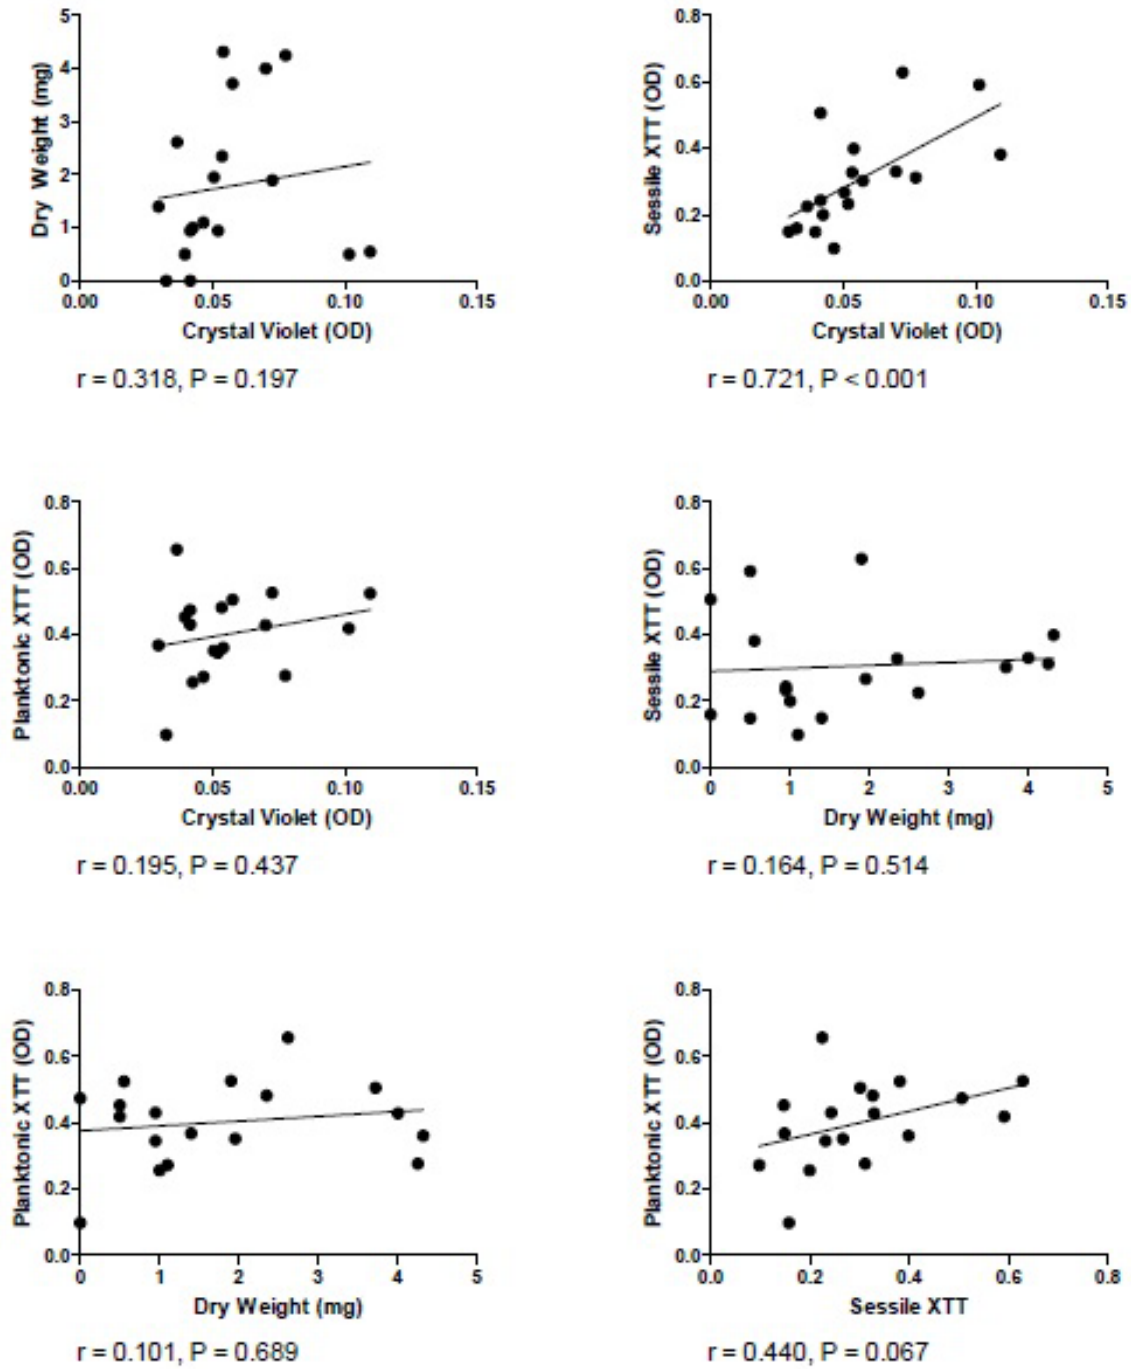 5
4
3
2
1
0
Dry Weight (mg)
0.00 0.05 0.10 0.15
Crystal Violet (OD)
r = 0.318, P = 0.197
0.8
0.6
0.4
0.2
0.0
Sessile XTT (OD)
0.00 0.05 0.10 0.15
Crystal Violet (OD)
r = 0.721, P < 0.001
0.8
0.6
0.4
0.2
0.0
Planktonic XTT (OD)
0.00 0.05 0.10 0.15
Crystal Violet (OD)
r = 0.195, P = 0.437
0.8
0.6
0.4
0.2
0.0
Sessile XTT (OD)
0 1 2 3 4 5
Dry Weight (mg)
r = 0.164, P = 0.514
0.8
0.6
0.4
0.2
0.0
Planktonic XTT (OD)
0 1 2 3 4 5
Dry Weight (mg)
r = 0.101, P = 0.689
0.8
0.6
0.4
0.2
0.0
Planktonic XTT (OD)
0.0 0.2 0.4 0.6 0.8
Sessile XTT
r = 0.440, P = 0.067